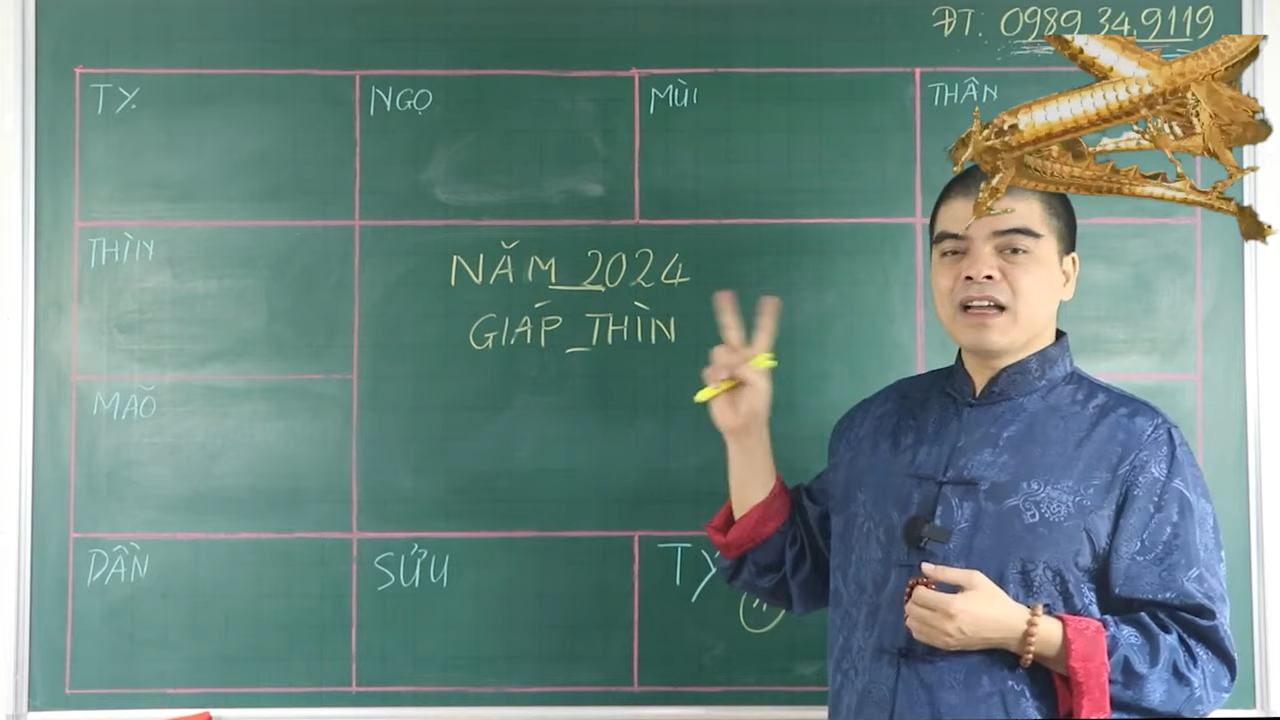 ĐT: 0989 34.9119
TỴ.
NGỌ
MÙI
THÂN
THÌN
NĂM 2024
GIÁP THÌN
MÃO
DẦN
SỬU
TÝ